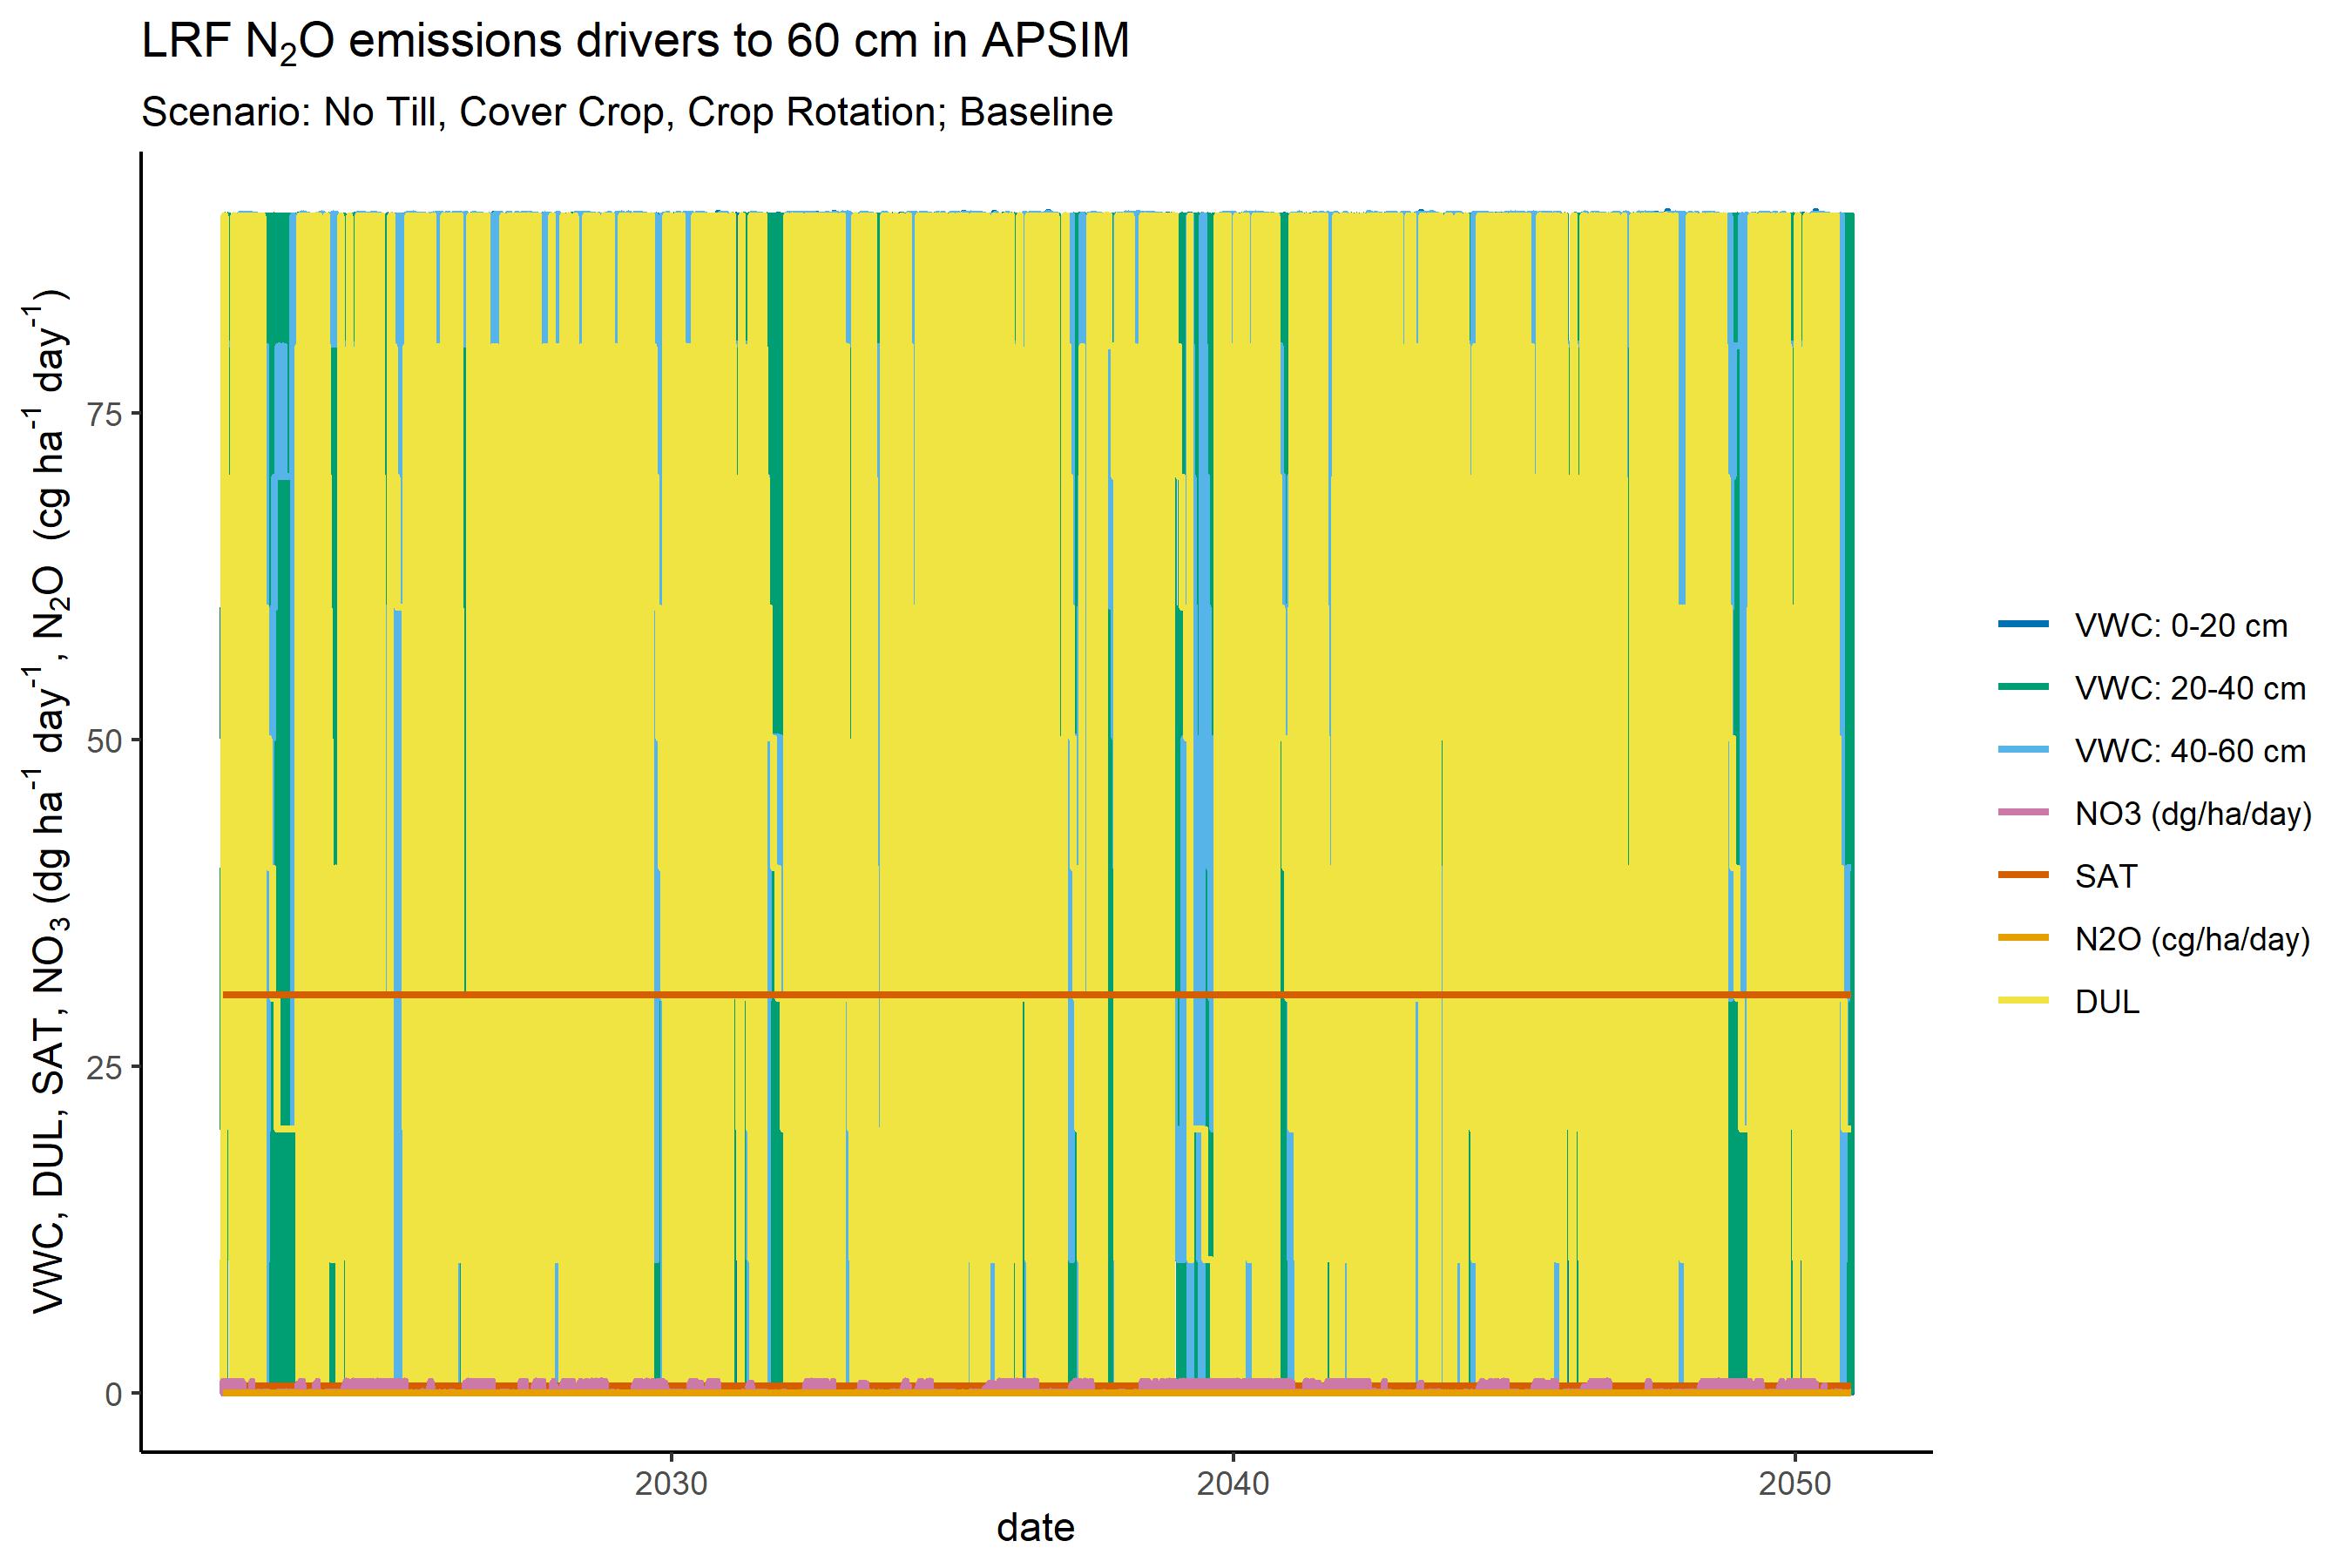 LRF N₂O emissions drivers to 60 cm in APSIM
Scenario: No Till, Cover Crop, Crop Rotation; Baseline
VWC, DUL, SAT, NO₃ (dg ha⁻¹ day⁻¹, N₂O (cg ha⁻¹ day⁻¹)
75
50
25
0
2030
2040
2050
date
VWC: 0-20 cm
VWC: 20-40 cm
VWC: 40-60 cm
NO3 (dg/ha/day)
SAT
N2O (cg/ha/day)
DUL